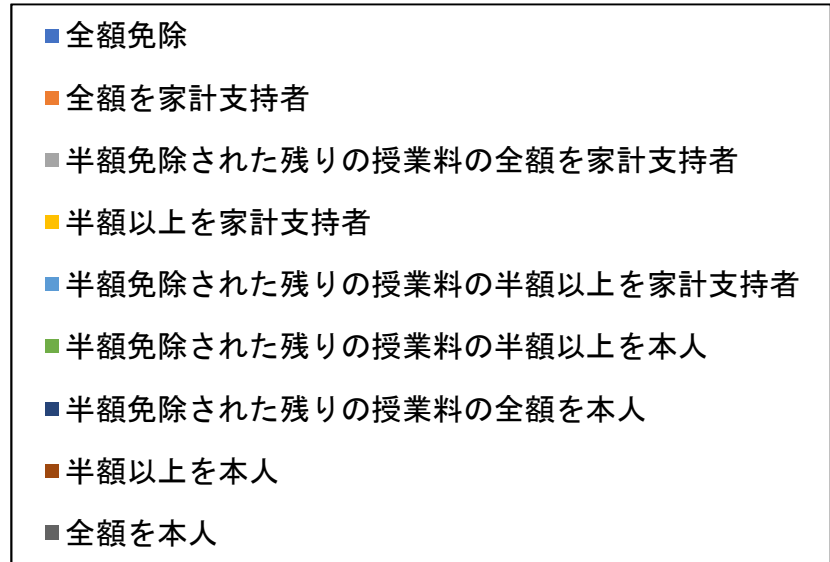 全額免除
全額を家計支持者
半額免除された残りの授業料の全額を家計支持者
半額以上を家計支持者
半額免除された残りの授業料の半額以上を家計支持者
半額免除された残りの授業料の半額以上を本人
半額免除された残りの授業料の全額を本人
半額以上を本人
全額を本人